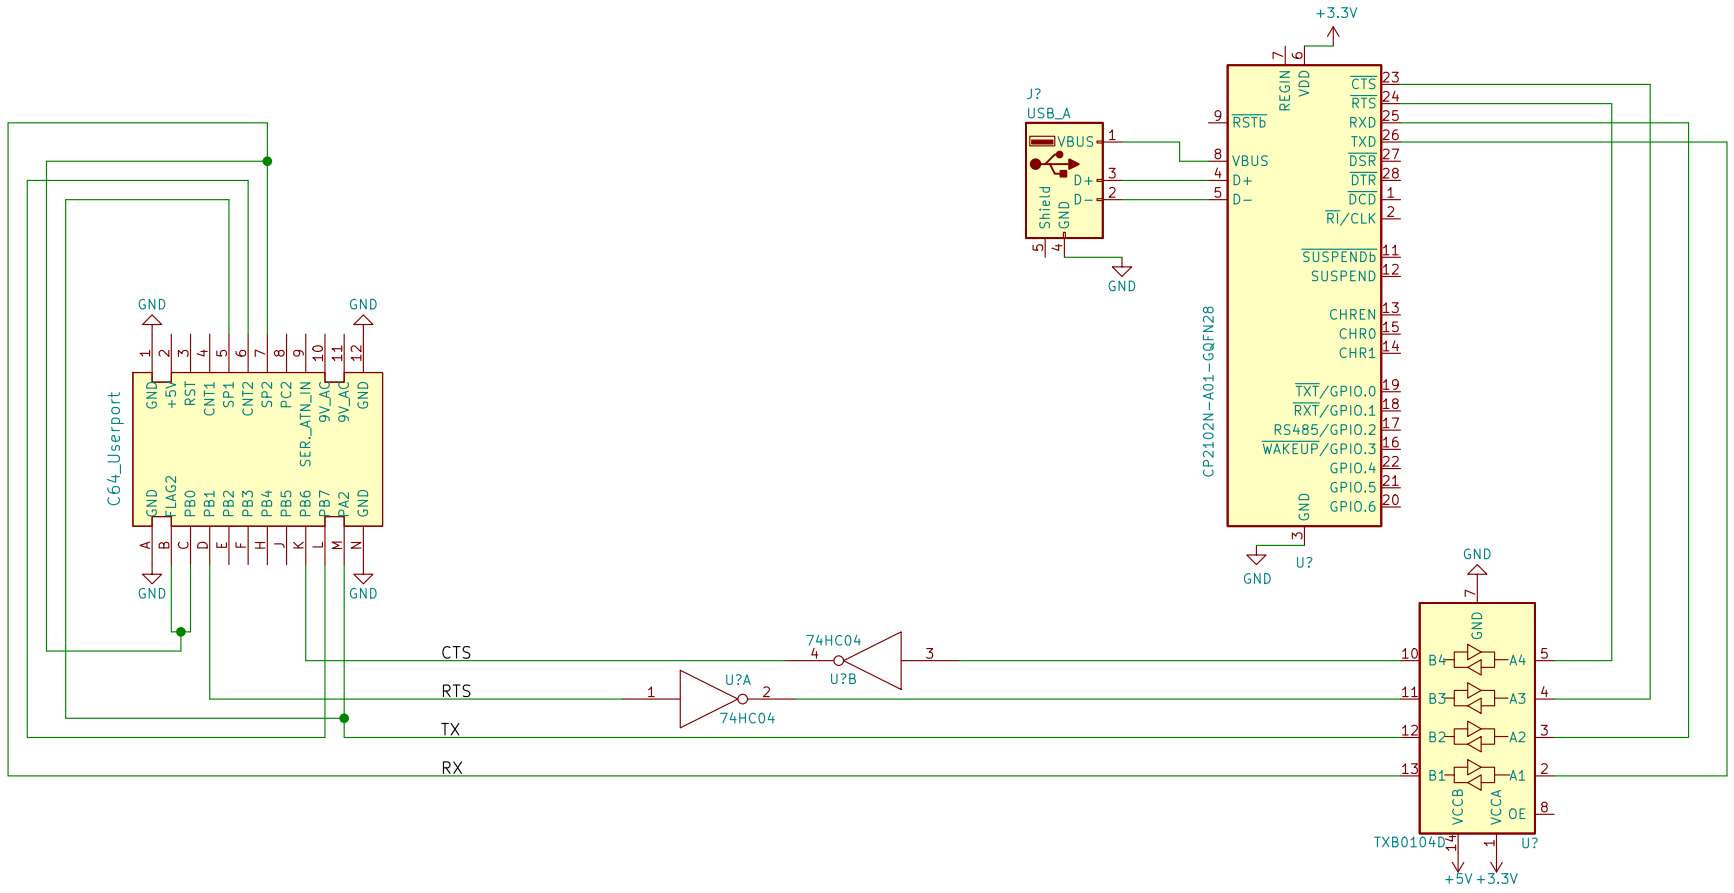 +3.3V
7
6
REGIN
VDD
CTS 23
RTS 24
RXD 25
TXD 26
DSR 27
DTR 28
DCD 1
RI/CLK 2
SUSPENDb 11
SUSPEND 12
CHREN 13
CHR0 15
CHR1 14
TXT/GPIO.0 19
RXT/GPIO.1 18
RS485/GPIO.2 17
WAKEUP/GPIO.3 16
GPIO.4 22
GPIO.5 21
GPIO.6 20
9 RSTb
8 VBUS
4 D+
5 D-
GND
3
CP2102N-A01-GQFN28
U?
GND
J?
USB_A
VBUS 1
D+ 3
D- 2
Shield
GND
5
4
GND
GND
GND
1 2 3 4 5 6 7 8 9 10 11 12
GND +5V RST CNT1 SP1 CNT2 SP2 PC2 SER._ATN_IN 9V_AC 9V_AC GND
C64_Userport
GND FLAG2 PB0 PB1 PB2 PB3 PB4 PB5 PB6 PB7 PA2 GND
A B C D E F H J K L M N
GND
GND
CTS
RTS
TX
RX
74HC04
4
3
U?B
U?A
1
2
74HC04
GND
7
GND
10 B4 A4 5
11 B3 A3 4
12 B2 A2 3
13 B1 A1 2
VCCB
VCCA
OE 8
TXB0104D
14
1
U?
+5V
+3.3V